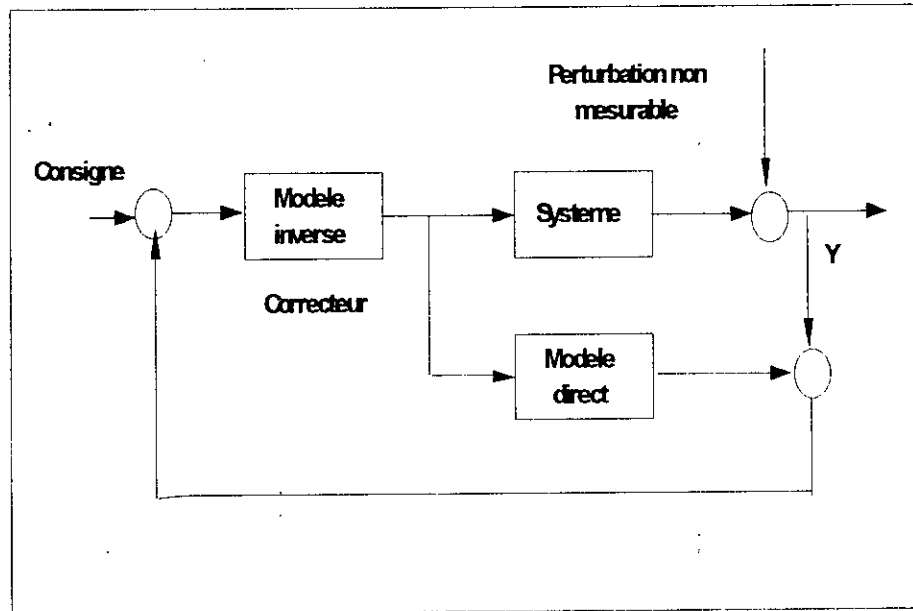 Perturbation non
mesurable
Consigne
Modele
inverse
Systeme
Y
Correcteur
Modele
direct